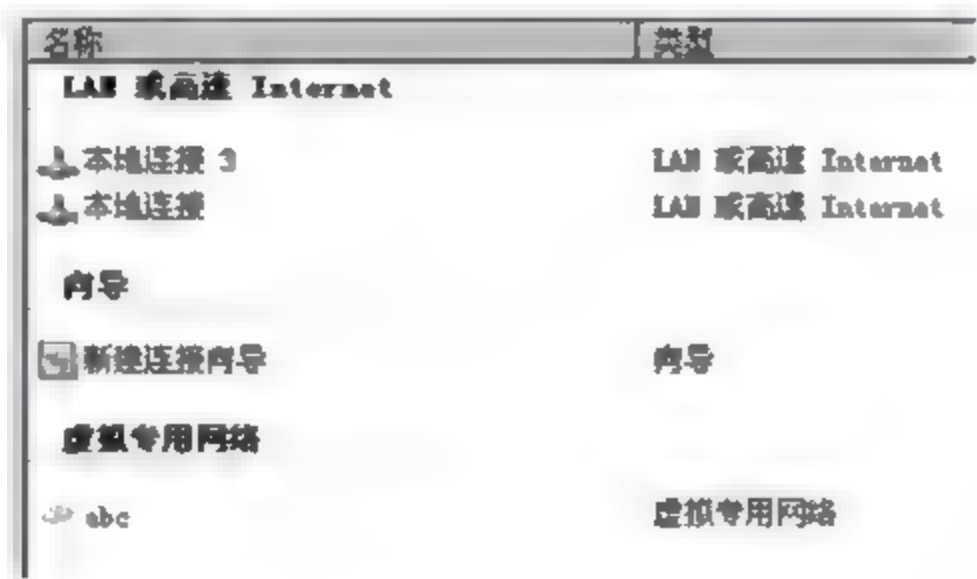 名称 类型
LAN 或高速 Internet
本地连接 3 LAN 或高速 Internet
本地连接 LAN 或高速 Internet
向导
新建连接向导 向导
虚拟专用网络
abc 虚拟专用网络